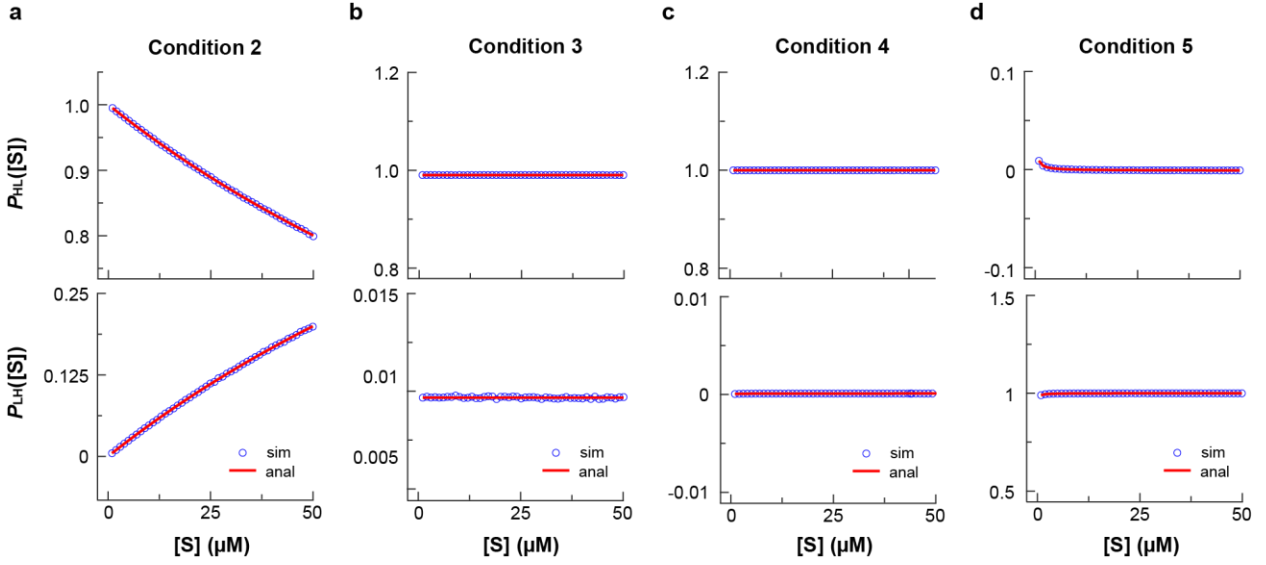 a
b
c
d
Condition 2
Condition 3
Condition 4
Condition 5
P_HL([S])
1.0
0.9
0.8
1.2
1.0
0.8
1.2
1.0
0.8
0.1
0
-0.1
P_LH([S])
0.25
0.125
0
0.015
0.01
0.005
0.01
0
-0.01
1.5
1
0.5
sim
anal
sim
anal
sim
anal
sim
anal
0
25
50
0
25
50
0
25
50
0
25
50
[S] (µM)
[S] (µM)
[S] (µM)
[S] (µM)